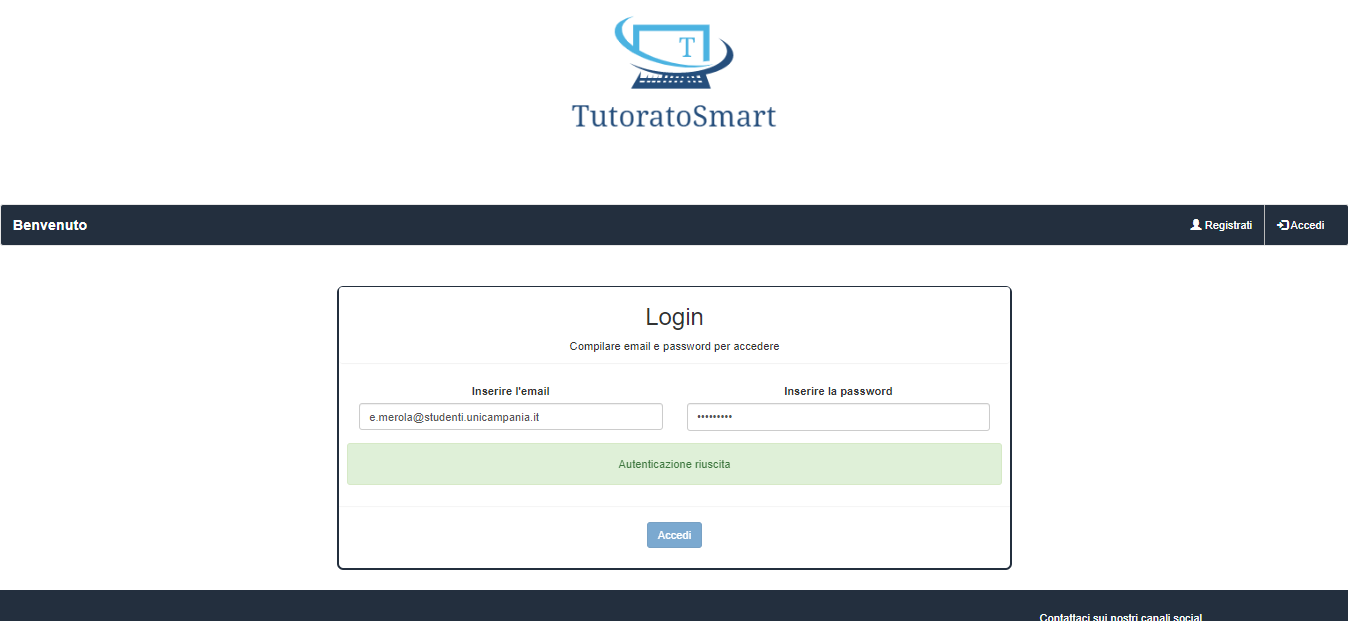 T
TutoratoSmart
Benvenuto
Registrati
Accedi
Login
Compilare email e password per accedere
Inserire l'email
Inserire la password
e.merola@studenti.unicampania.it
•••••••••
Autenticazione riuscita
Accedi
Contattaci sui nostri canali social